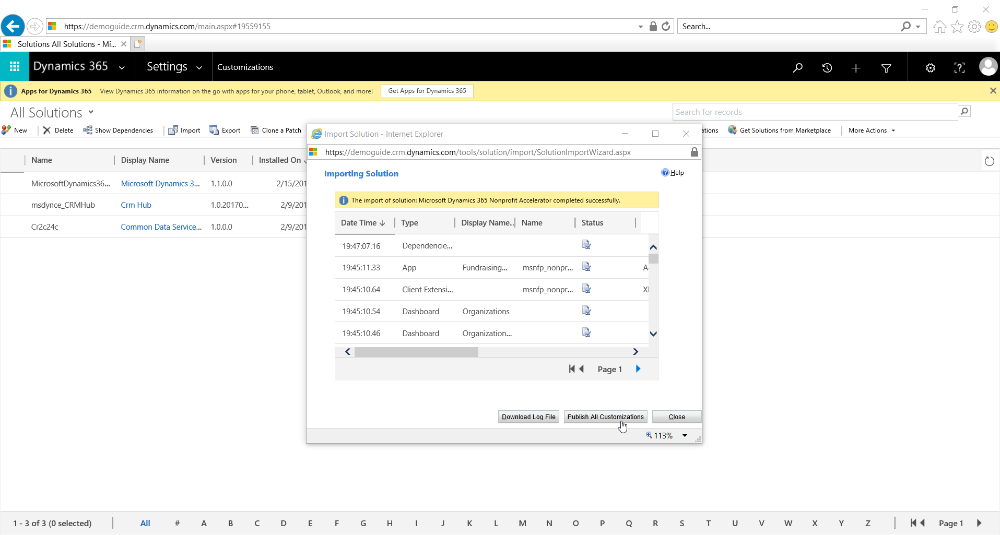 https://demoguide.crm.dynamics.com/main.aspx#19559155
Search...
Solutions All Solutions - Mi...
Dynamics 365
Settings
Customizations
Apps for Dynamics 365 View Dynamics 365 information on the go with apps for your phone, tablet, Outlook, and more! Get Apps for Dynamics 365
All Solutions
Search for records
New Delete Show Dependencies Import Export Clone a Patch
Get Solutions from Marketplace More Actions
Name Display Name Version Installed On
MicrosoftDynamics36... Microsoft Dynamics 3... 1.1.0.0 2/15/201
msdynce_CRMHub Crm Hub 1.0.20170... 2/9/201
Cr2c24c Common Data Service... 1.0.0.0 2/9/201
Import Solution - Internet Explorer
https://demoguide.crm.dynamics.com/tools/solution/import/SolutionImportWizard.aspx
Importing Solution
Help
The import of solution: Microsoft Dynamics 365 Nonprofit Accelerator completed successfully.
Date Time Type Display Name... Name Status
19:47:07.16 Dependencie...
19:45:11.33 App Fundraising... msnfp_nonpr... A
19:45:10.64 Client Extensi... msnfp_nonpr...
19:45:10.54 Dashboard Organizations
19:45:10.46 Dashboard Organization...
Page 1
Download Log File Publish All Customizations Close
113%
1 - 3 of 3 (0 selected) All # A B C D E F G H I J K L M N O P Q R S T U V W X Y Z Page 1